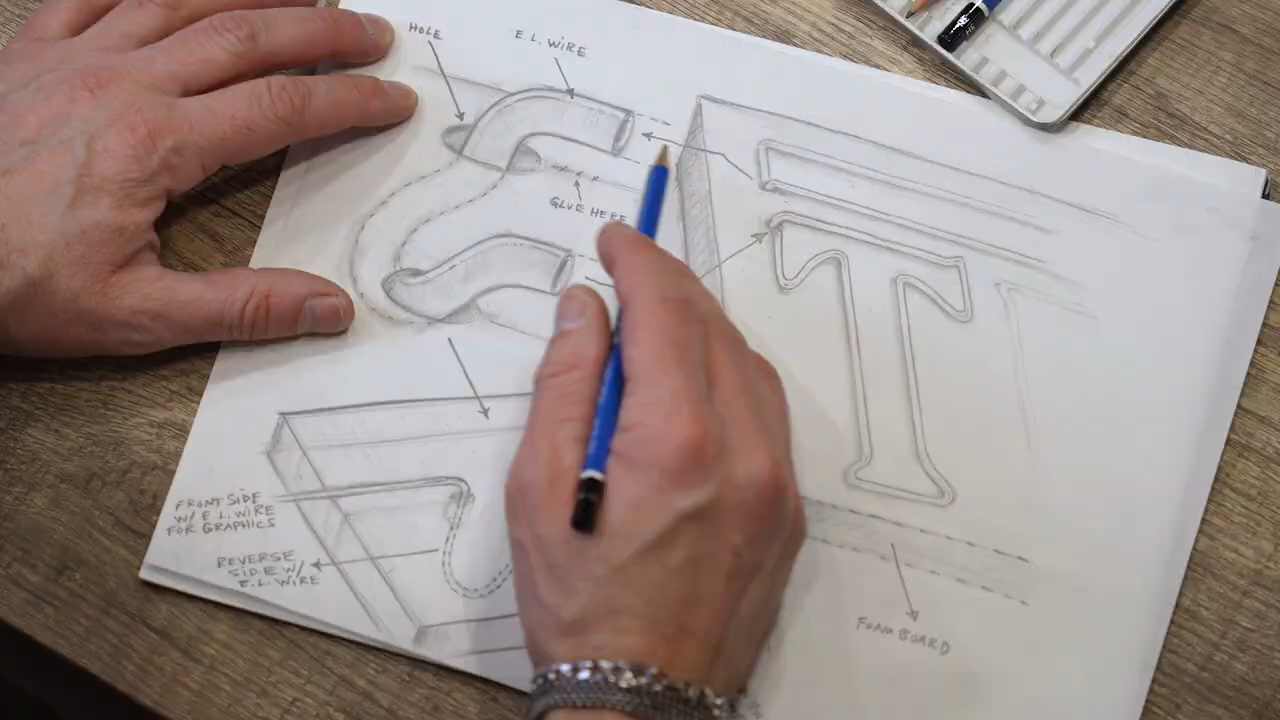 HOLE
E.L. WIRE
GLUE HERE
T
FRONT SIDE
W/ E.L. WIRE
FOR GRAPHICS
REVERSE
SIDE W/
E.L. WIRE
FOAM BOARD